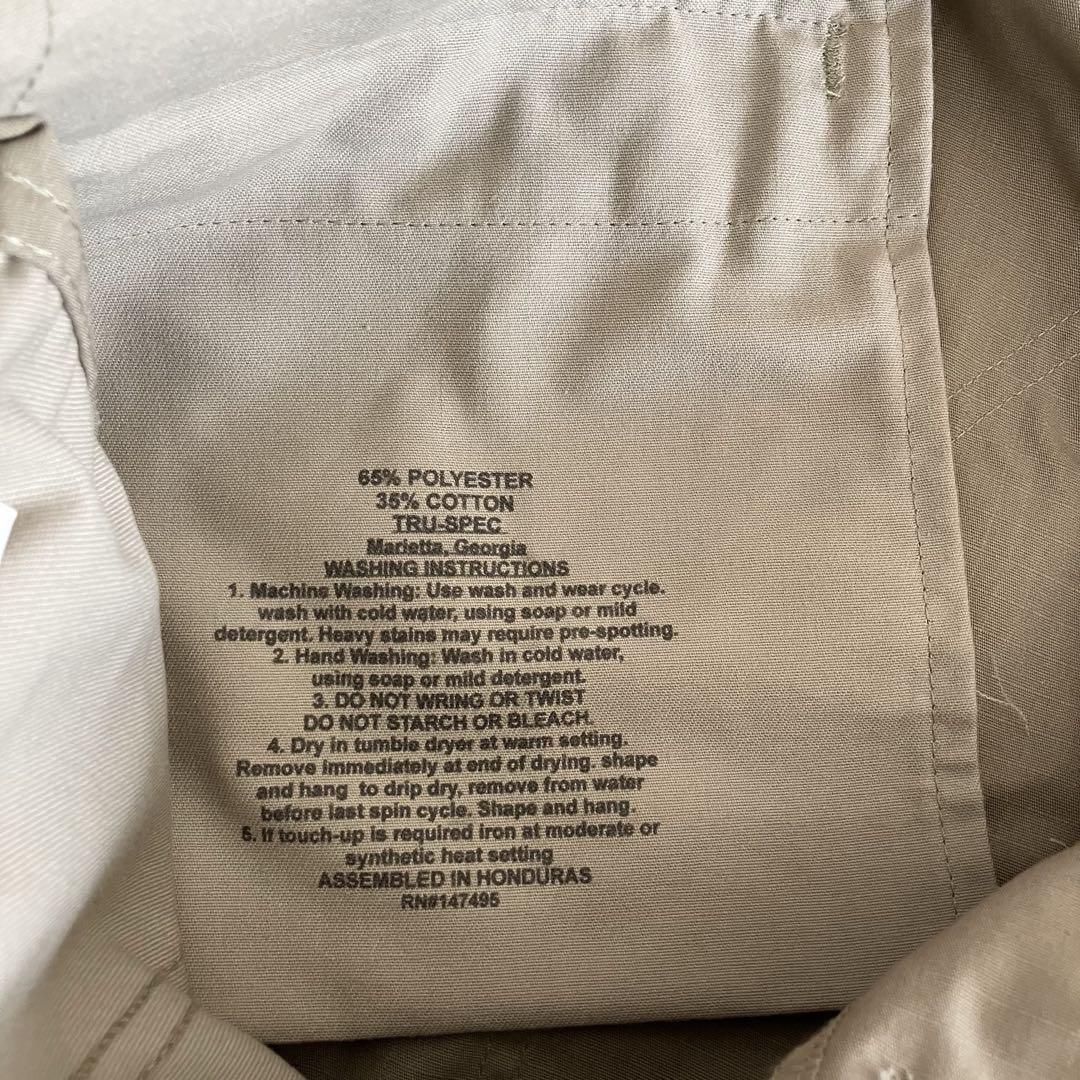 65% POLYESTER
35% COTTON
TRU-SPEC
Marietta, Georgia
WASHING INSTRUCTIONS
1. Machine Washing: Use wash and wear cycle.
wash with cold water, using soap or mild
detergent. Heavy stains may require pre-spotting.
2. Hand Washing: Wash in cold water,
using soap or mild detergent.
3. DO NOT WRING OR TWIST
DO NOT STARCH OR BLEACH.
4. Dry in tumble dryer at warm setting.
Remove immediately at end of drying. shape
and hang to drip dry, remove from water
before last spin cycle. Shape and hang.
5. If touch-up is required iron at moderate or
synthetic heat setting
ASSEMBLED IN HONDURAS
RN#147495